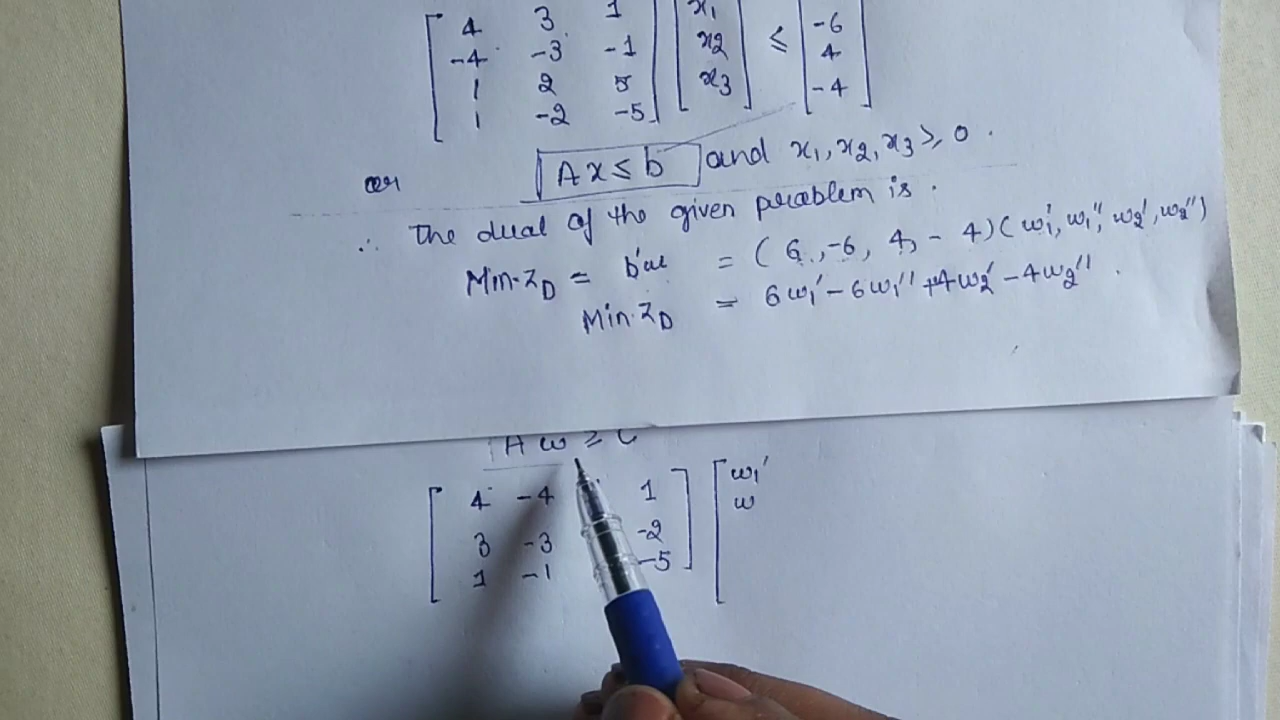 4 3 1 x1
-4 -3 -1 x2 ≤ -6
1 2 5 x3 4
1 -2 -5 -4
or Ax ≤ b and x1, x2, x3 ≥, 0 .
∴ The dual of the given problem is .
Min.ZD = b'w = ( 6 , -6, 4, - 4)( w1', w1'', w2', w2'')
Min.ZD = 6w1' - 6w1'' +4w2' - 4w2'' .
A w ≥ C
4 -4 1 w1'
3 -3 -2 w
1 -1 -5